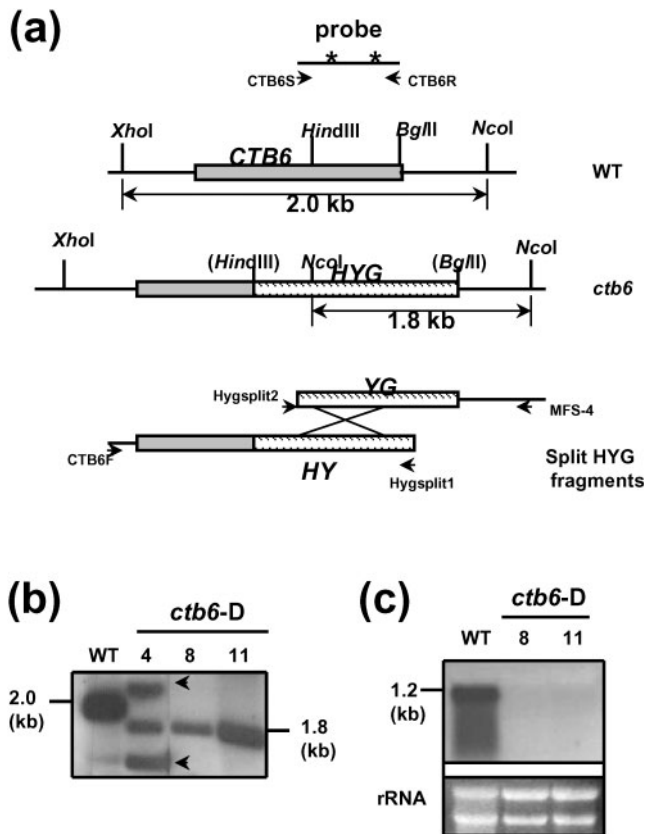 (a)
probe
* *
CTB6S CTB6R
XhoI HindIII BglII NcoI
CTB6
WT
2.0 kb
XhoI (HindIII) NcoI (BglII) NcoI
HYG
ctb6
1.8 kb
YG
Hygsplit2
MFS-4
CTB6F
HY
Hygsplit1
Split HYG
fragments
(b)
ctb6-D
WT 4 8 11
2.0
(kb)
1.8
(kb)
(c)
ctb6-D
WT 8 11
1.2
(kb)
rRNA